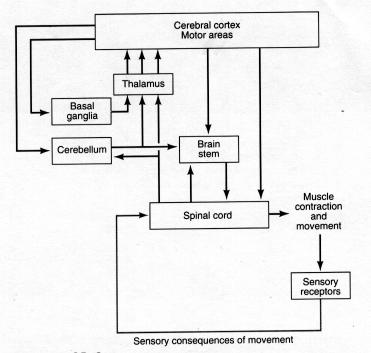 Cerebral cortex
Motor areas
Thalamus
Basal
ganglia
Cerebellum
Brain
stem
Muscle
contraction
and
movement
Spinal cord
Sensory
receptors
Sensory consequences of movement